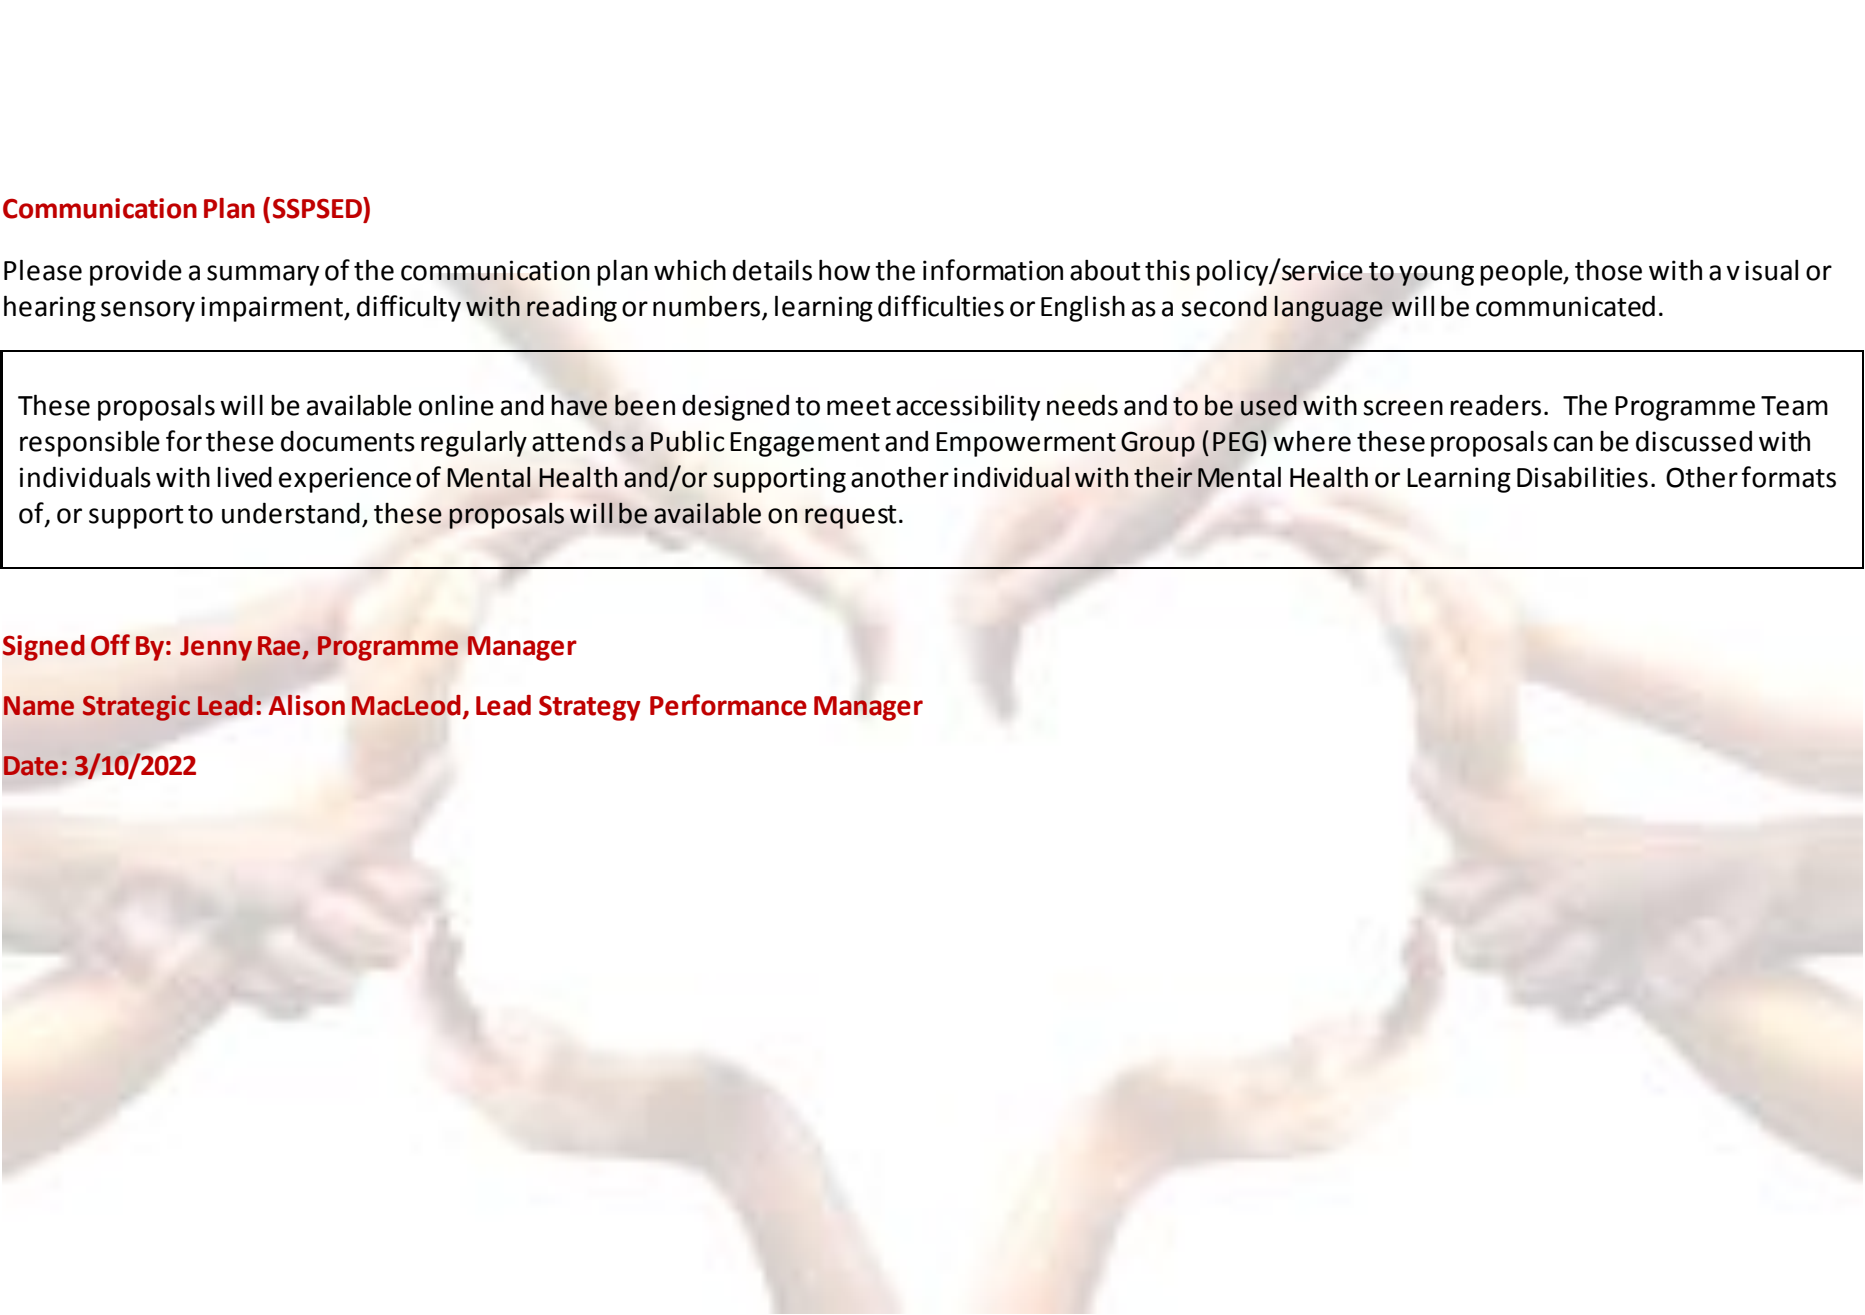 Communication Plan (SSPSED)
Please provide a summary of the communication plan which details how the information about this policy/service to young people, those with a visual or
hearing sensory impairment, difficulty with reading or numbers, learning difficulties or English as a second language will be communicated.
These proposals will be available online and have been designed to meet accessibility needs and to be used with screen readers. The Programme Team
responsible for these documents regularly attends a Public Engagement and Empowerment Group (PEG) where these proposals can be discussed with
individuals with lived experience of Mental Health and/or supporting another individual with their Mental Health or Learning Disabilities. Other formats
of, or support to understand, these proposals will be available on request.
Signed Off By: Jenny Rae, Programme Manager
Name Strategic Lead: Alison MacLeod, Lead Strategy Performance Manager
Date: 3/10/2022